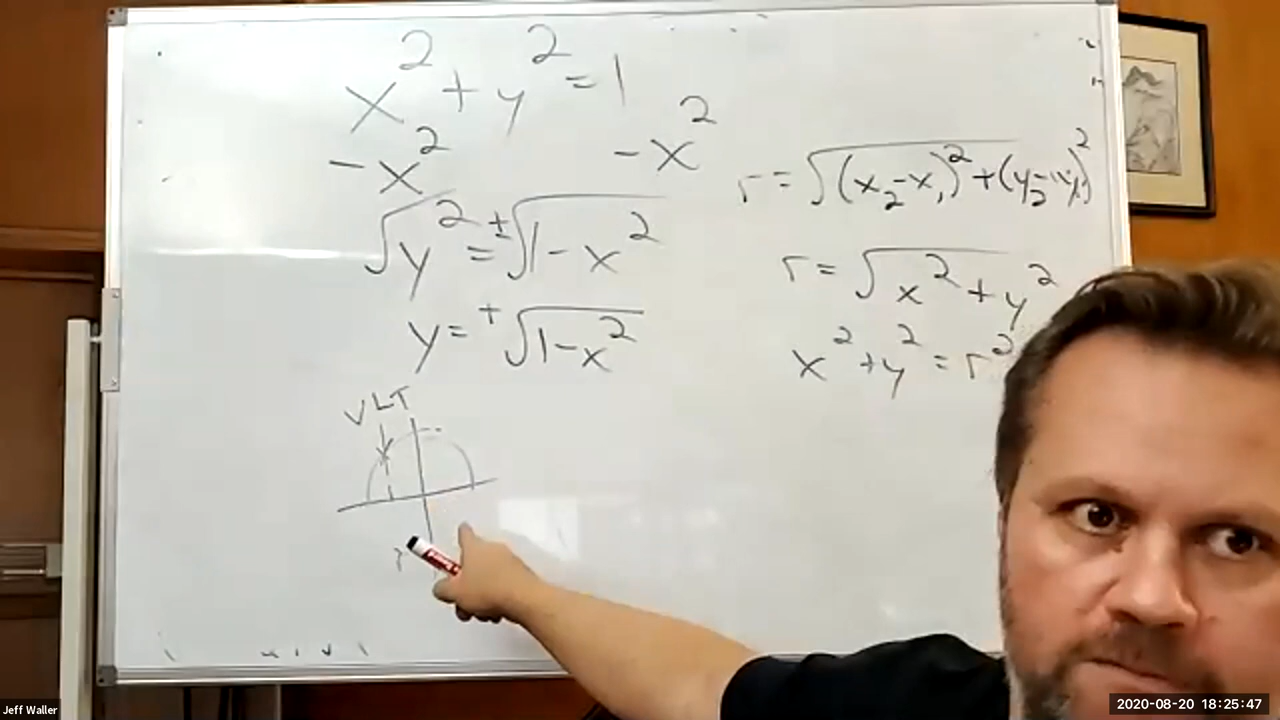 x² + y² = 1
- x² - x²
√y² = ±√1 - x²
y = +√1 - x²
VLT
r = √(x₂ - x₁)² + (y₂ - y₁)²
r = √x² + y²
x² + y² = r²
Jeff Waller
2020-08-20 18:25:47